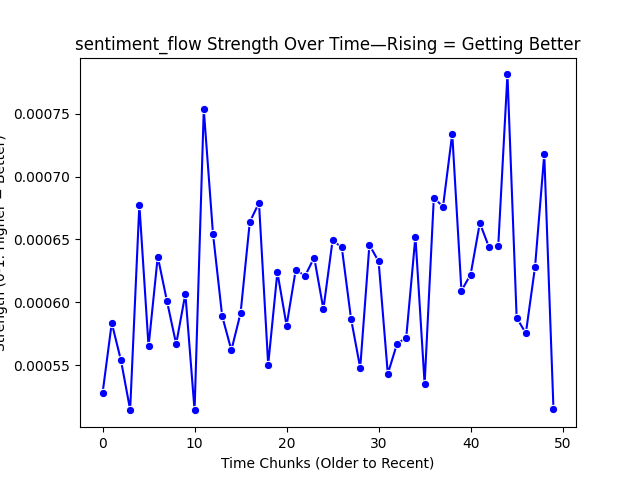 sentiment_flow Strength Over Time—Rising = Getting Better
(0-1: Higher = Better)
0.00075
0.00070
0.00065
0.00060
0.00055
0 10 20 30 40 50
Time Chunks (Older to Recent)